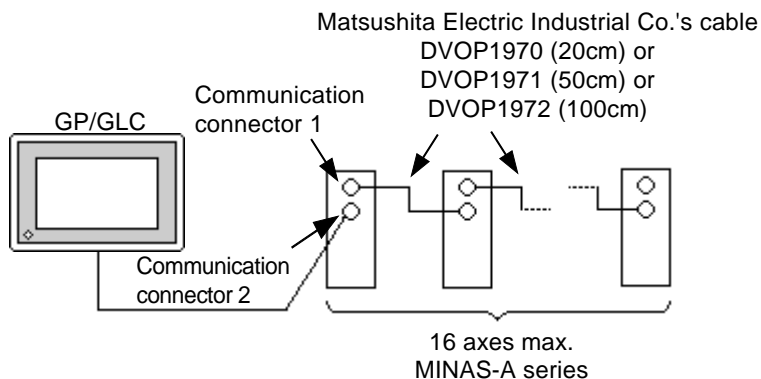 Matsushita Electric Industrial Co.'s cable
DVOP1970 (20cm) or
DVOP1971 (50cm) or
DVOP1972 (100cm)
Communication
connector 1
GP/GLC
Communication
connector 2
16 axes max.
MINAS-A series